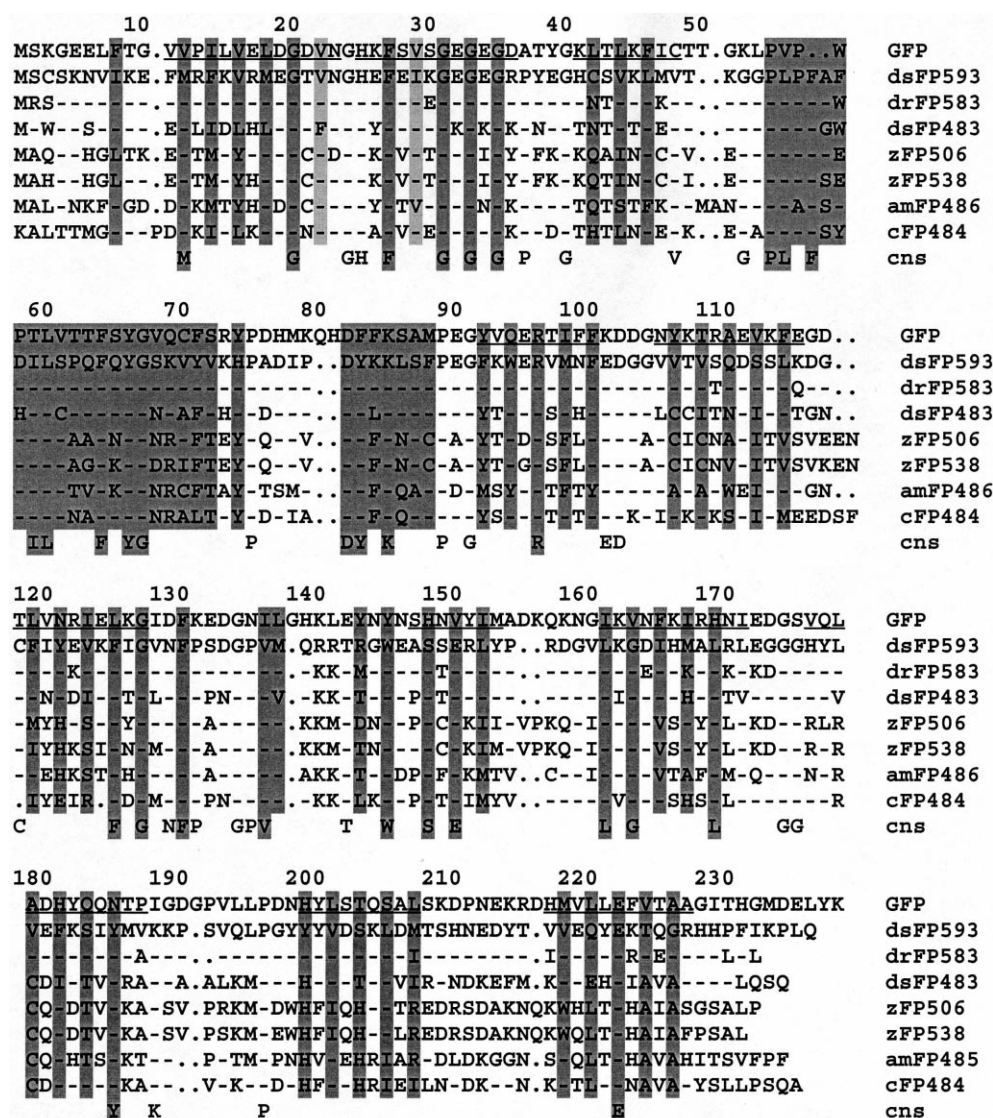 10 20 30 40 50
MSKGEELFTG.VVPILVELDGDVNGHKFSVSGEGEGDATYGKLTLKFICTT.GKLPVP..W GFP
MSCSKNVIKEF.FMRFKVRMEGTVNGHEFEIKGEGEGRPYEGHCSVKLMVT.KGGPLPFAF dsFP593
MRS-------.--------------------E-----------NT--K--..---------W drFP583
M-W--S----.E-LIDLHL---F---Y-----K-K-K-N--T-NT-T-E---..------GW dsFP483
MAQ--HGLTKE-TM-Y----C-D--K-V-T---I-Y-FK-KQAIN-C-V..E-------E zFP506
MAH--HGL--.E-TM-YH--C----K-V-T---I-Y-FK-KQTIN-C-I..E------SE zFP538
MAL-NKF-GD.D-KMTYH-D-C---Y-TV----N-K----TQTSTFK-MAN----A-S- amFP486
KALTTMG-.-PD-KI-LK---N----A-V-E----K--D-THTLNE-K..E-A-----SY cFP484
M G GH F G G G P G V G PL F cns
60 70 80 90 100 110
PTLVTTFSYGVQCFSRYPDHMKQHDFFKSAMPEGYVQERTIFFKDDGNYKTRAEVKFEGD.. GFP
DILSPQFQYGSKVYVKHPADIP..DYKKLSFPEGFKWERVMNFEDGGVVTVSQDSSLKDG.. dsFP593
----------------------..----------------------------T-----Q---.. drFP583
H--C------N-AF-H--D---..---L------YT---S-H-----LCCITN-I--TGN.. dsFP483
----AA-N--NR-FTEY-Q--V..--F-N-C-A-YT-D-SFL----A-CICNA-ITVSVEEN zFP506
----AG-K--DRIFTEY-Q--V..--F-N-C-A-YT-G-SFL----A-CICNV-ITVSVKEN zFP538
----TV-K--NRCFTAY-TSM-..--F-QA--D-MSY--TFTY-----A-A-WEI---GN.. amFP486
----NA----NRALT-Y-D-IA..--F-Q-----YS--T-T---K-I-K-KS-I-MEEDSF cFP484
IL F YG P DY K P G R ED cns
120 130 140 150 160 170
TLVNRIELKGIDFKEDGNILGHKLEYNYNSHNVYIMADKQKNGIKVNFKIRHNIEDGSVQL GFP
CFIYEVKFIGVNFPSDGPVM.QRRTRGWEASSERLYP..RDGVLKGDIHMALRLEGGGHYL dsFP593
----K---------------.-KK-M-----T-----..-------E--K--K-KD----- drFP583
--N-DI--T-L--PN---V-.-KK-T---P-T-----..-----I----H--TV------V dsFP483
-MYH-S--Y-----A-----.-KKM-DN--P-C-KII-VPKQ-I----VS-Y-L-KD--RLR zFP506
-IYHKSI-N-M---A-----.-KKM-TN----C-KIM-VPKQ-I----VS-Y-L-KD--R-R zFP538
--EHKST-H-----A-----.AKK-T--DP-F-KMTV--C--I----VTAF-M-Q---N-R amFP486
.IYEIR--D-M--PN-----.-KK-LK--P-T-IMYV..-----V---SHS-L-------R cFP484
C F G NFP GPV T W S E L G L GG cns
180 190 200 210 220 230
ADHYQQNTPIGDGPVLLPDNHYLSTQSALSKDPNEKRDHMVLLEFVTAAGITHGMDELYK GFP
VEFKSIYMVKKP.SVQLPGYYYVDSKLDMTSHNEDYT.VVEQYEKTQGRHHPFIKPLQ dsFP593
--------A---.---------------I--------.I-----R-E----L-L drFP583
CDI-TV-RA--A.ALKM---H---T--VIR-NDKEFM.K---EH-IAVA----LQSQ dsFP483
CQ-DTV-KA-SV.PRKM-DWHFIQH--TREDRSDAKNQKWHLT-HAIASGSALP zFP506
CQ-DTVK-A-SV.PSKM-EWHFIQH--LREDRSDAKNQKWQLT-HAIAFPSAL zFP538
CQ-HTS-KT---.P-TM-PNHV-EHRIAR-DLDKGGN.S-QLT-HAVAHITSVFPF amFP485
CD-----KA--.V-K--D-HF--HRIEILN-DK--N.K-TL--NAVA-YSLLPSQA cFP484
Y K P E cns